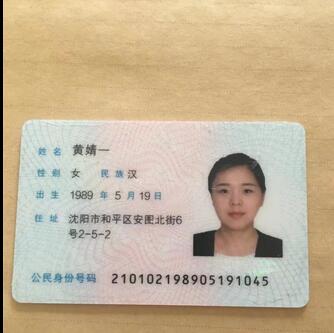 姓名 黄婧一
性别 女 民族 汉
出生 1989 年 5 月 19 日
住址 沈阳市和平区安图北街6
号2-5-2
公民身份号码 210102198905191045